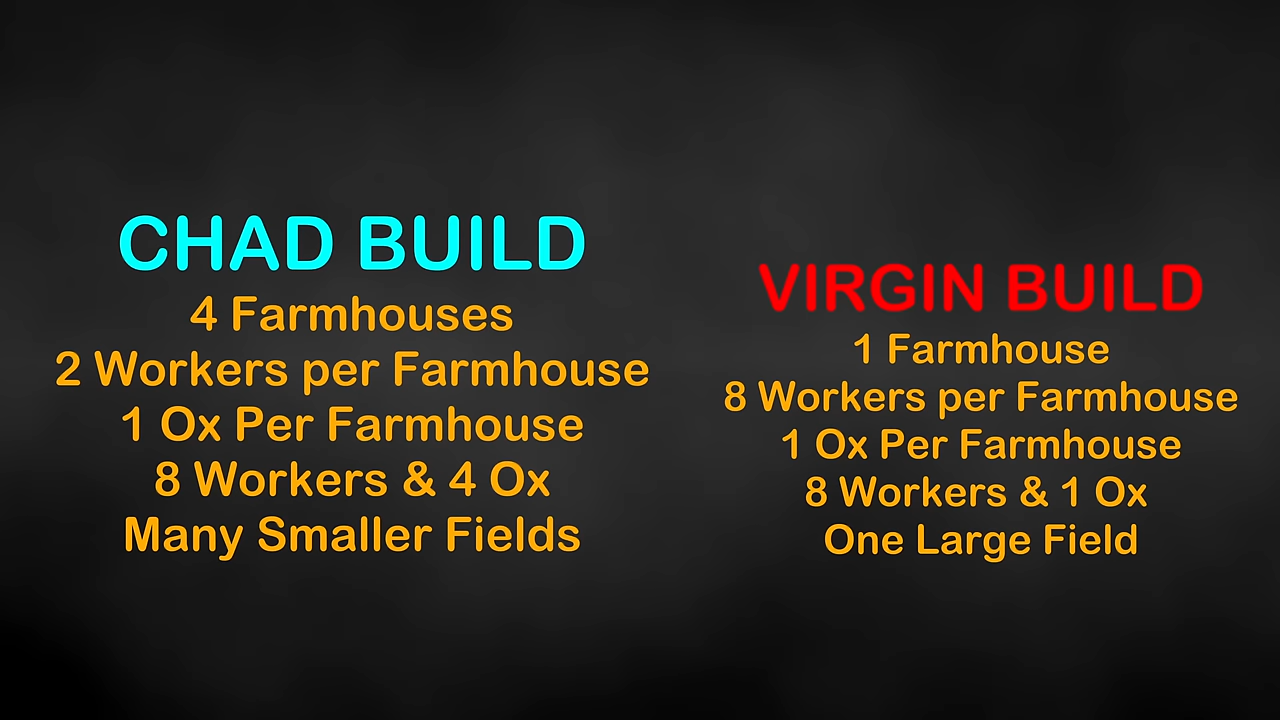 CHAD BUILD
4 Farmhouses
2 Workers per Farmhouse
1 Ox Per Farmhouse
8 Workers & 4 Ox
Many Smaller Fields
VIRGIN BUILD
1 Farmhouse
8 Workers per Farmhouse
1 Ox Per Farmhouse
8 Workers & 1 Ox
One Large Field